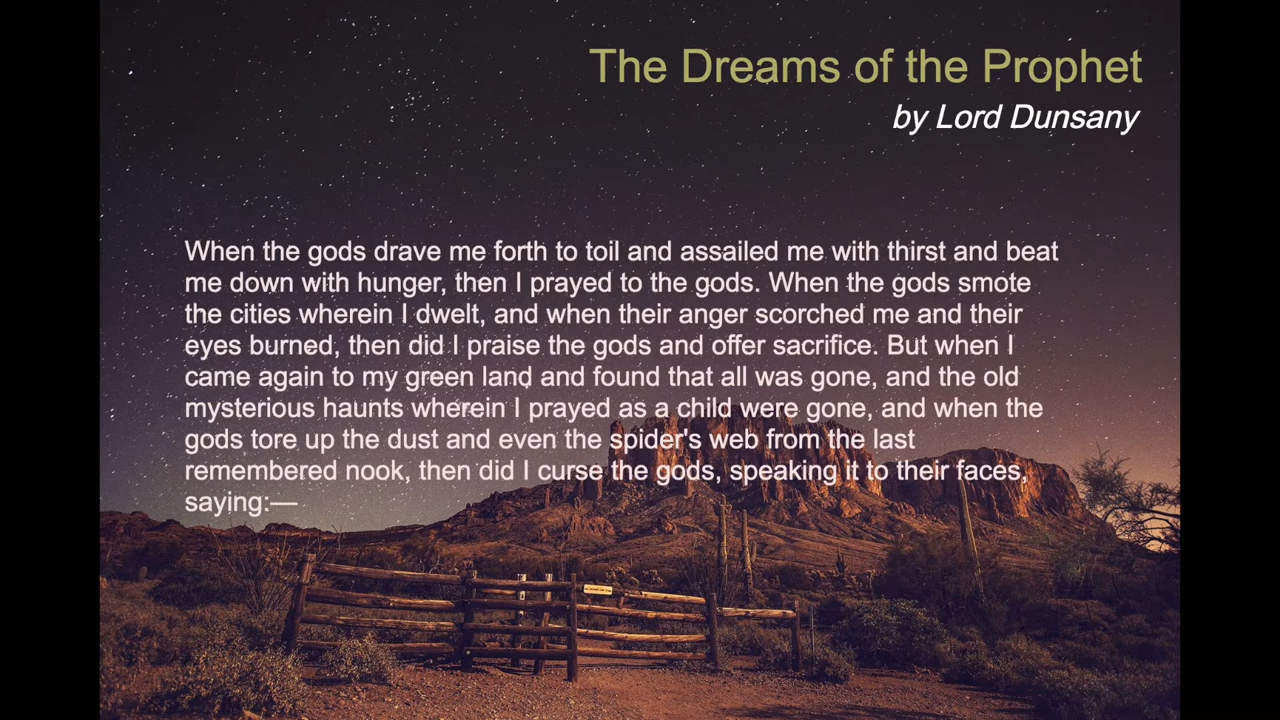 The Dreams of the Prophet
by Lord Dunsany
When the gods drave me forth to toil and assailed me with thirst and beat
me down with hunger, then I prayed to the gods. When the gods smote
the cities wherein I dwelt, and when their anger scorched me and their
eyes burned, then did I praise the gods and offer sacrifice. But when I
came again to my green land and found that all was gone, and the old
mysterious haunts wherein I prayed as a child were gone, and when the
gods tore up the dust and even the spider's web from the last
remembered nook, then did I curse the gods, speaking it to their faces,
saying:—